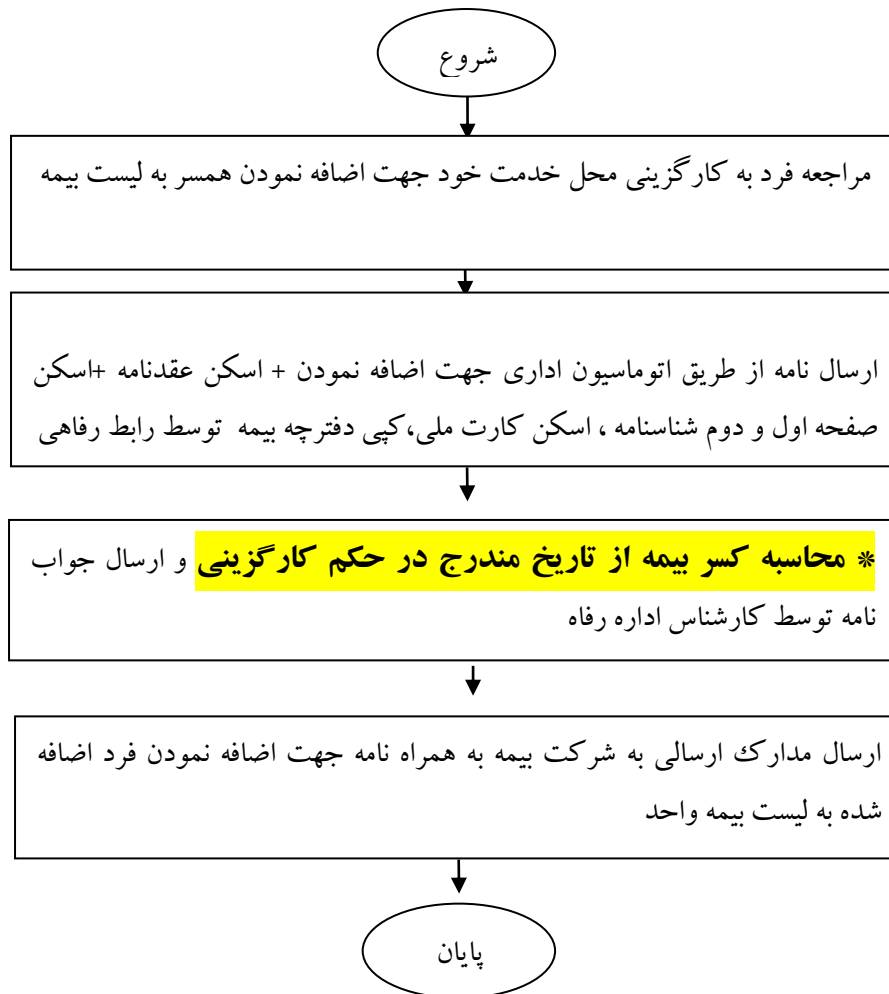 شروع
مراجعه فرد به کارگزینی محل خدمت خود جهت اضافه نمودن همسر به لیست بیمه
ارسال نامه از طریق اتوماسیون اداری جهت اضافه نمودن + اسکن عقدنامه +اسکن
صفحه اول و دوم شناسنامه ، اسکن کارت ملی،کپی دفترچه بیمه توسط رابط رفاهی
* محاسبه کسر بیمه از تاریخ مندرج در حکم کارگزینی و ارسال جواب
نامه توسط کارشناس اداره رفاه
ارسال مدارک ارسالی به شرکت بیمه به همراه نامه جهت اضافه نمودن فرد اضافه
شده به لیست بیمه واحد
پایان